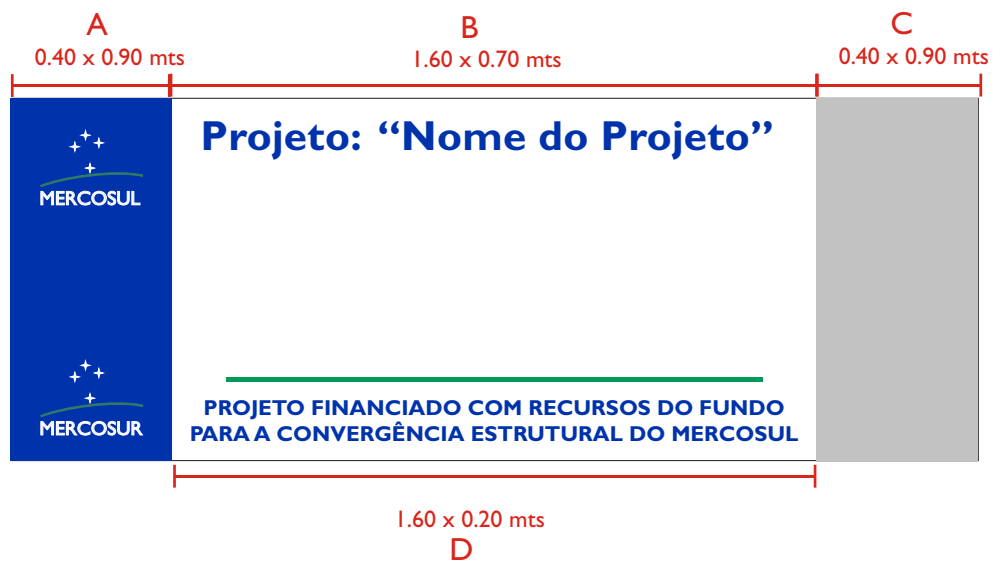 A
B
C
0.40 x 0.90 mts
1.60 x 0.70 mts
0.40 x 0.90 mts
Projeto: “Nome do Projeto”
MERCOSUL
MERCOSUR
PROJETO FINANCIADO COM RECURSOS DO FUNDO
PARA A CONVERGÊNCIA ESTRUTURAL DO MERCOSUL
1.60 x 0.20 mts
D